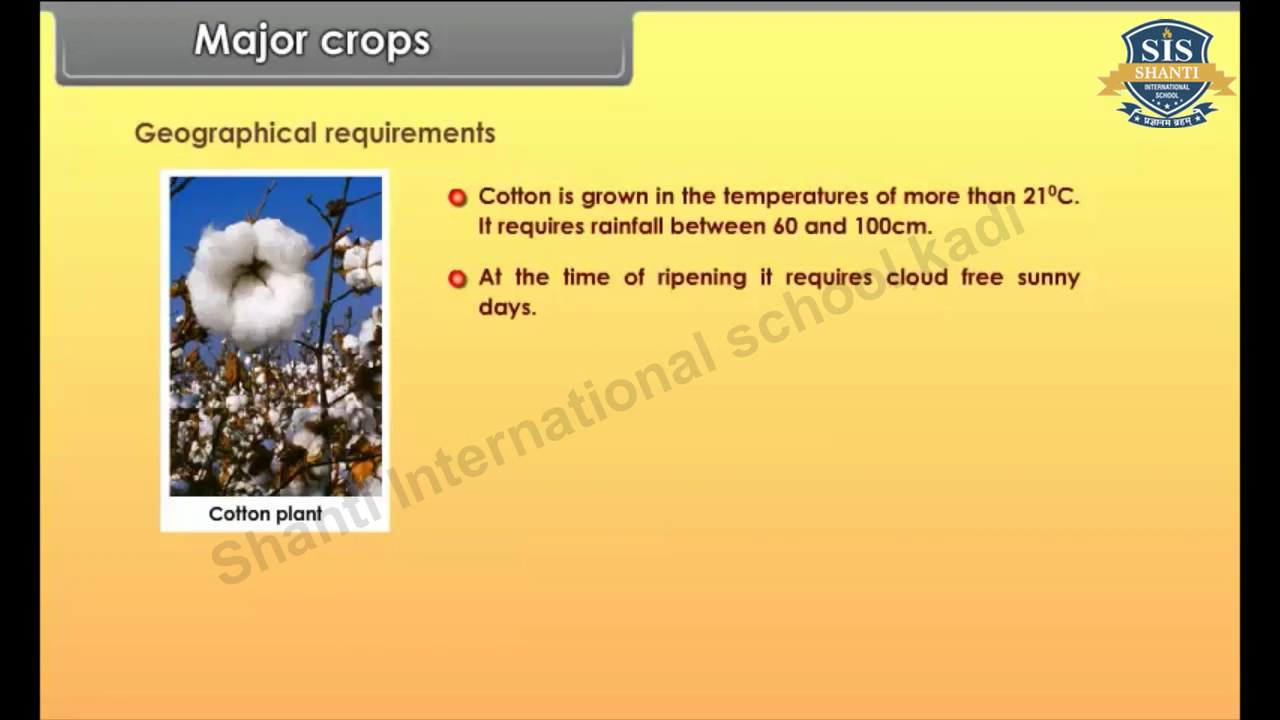 Major crops
SIS
SHANTI
INTERNATIONAL
SCHOOL
प्रज्ञानम ब्रहम्
Geographical requirements
Cotton is grown in the temperatures of more than 21⁰C.
It requires rainfall between 60 and 100cm.
At the time of ripening it requires cloud free sunny
days.
Cotton plant
Shanti International school,kadi